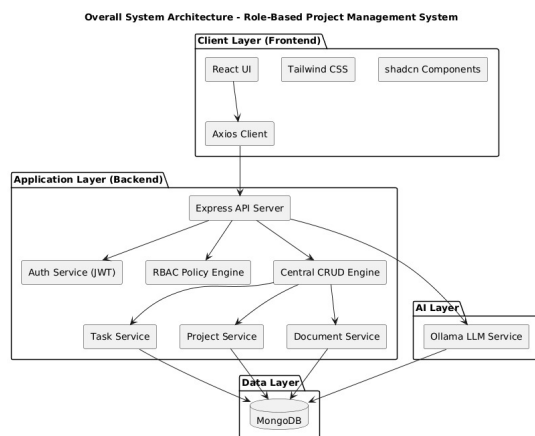 Overall System Architecture - Role-Based Project Management System
Client Layer (Frontend)
React UI
Tailwind CSS
shadcn Components
Axios Client
Application Layer (Backend)
Express API Server
Auth Service (JWT)
RBAC Policy Engine
Central CRUD Engine
AI Layer
Task Service
Project Service
Document Service
Ollama LLM Service
Data Layer
MongoDB